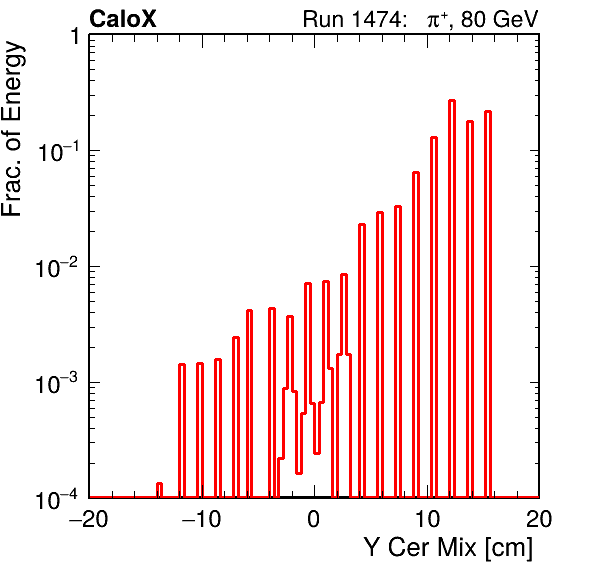 CaloX Run 1474: π⁺, 80 GeV
Frac. of Energy
1
10⁻¹
10⁻²
10⁻³
10⁻⁴
−20 −10 0 10 20
Y Cer Mix [cm]